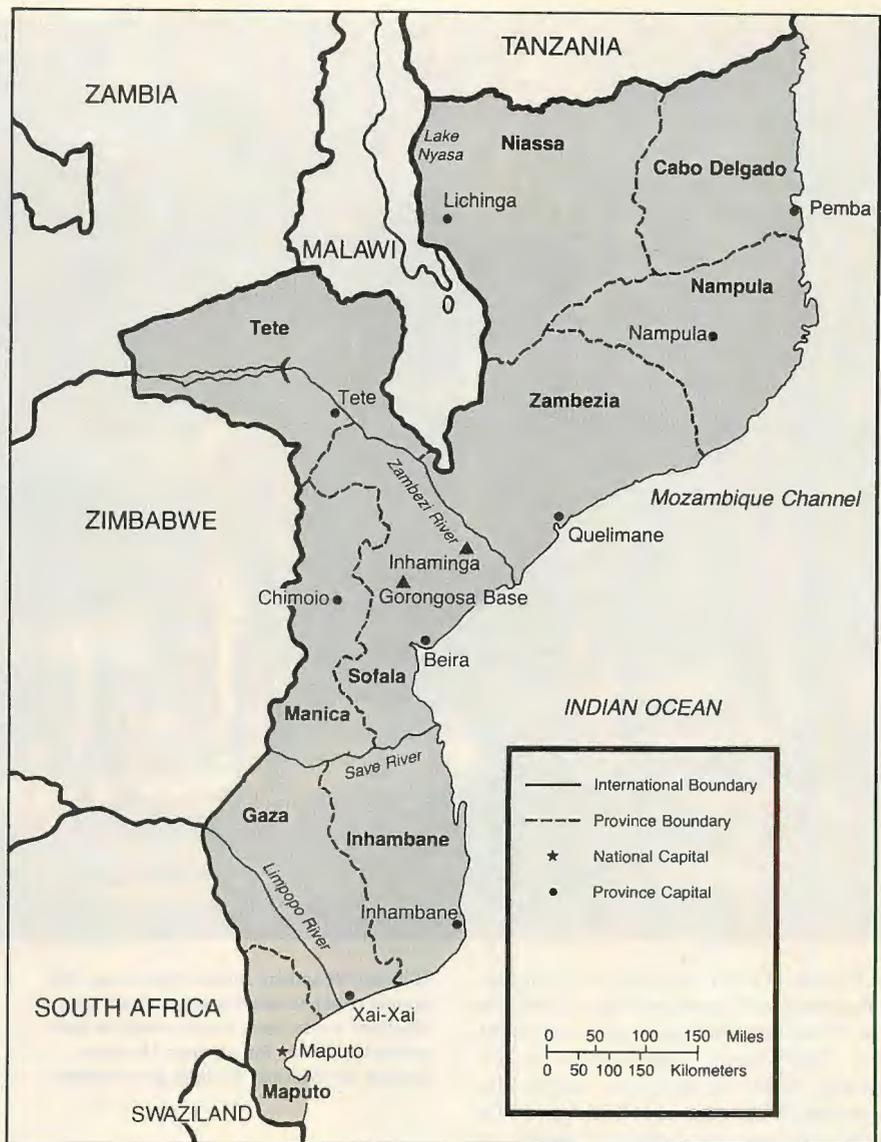 TANZANIA
ZAMBIA
Lake
Nyasa
Niassa
Cabo Delgado
Lichinga
Pemba
MALAWI
Nampula
Tete
Nampula
Tete
Zambezia
Zambezi River
Mozambique Channel
ZIMBABWE
Quelimane
Inhaminga
Chimoio
Gorongosa Base
Beira
Sofala
Manica
INDIAN OCEAN
Save River
Gaza
Inhambane
Limpopo River
Inhambane
SOUTH AFRICA
Xai-Xai
Maputo
Maputo
SWAZILAND
International Boundary
Province Boundary
National Capital
Province Capital
0 50 100 150 Miles
0 50 100 150 Kilometers